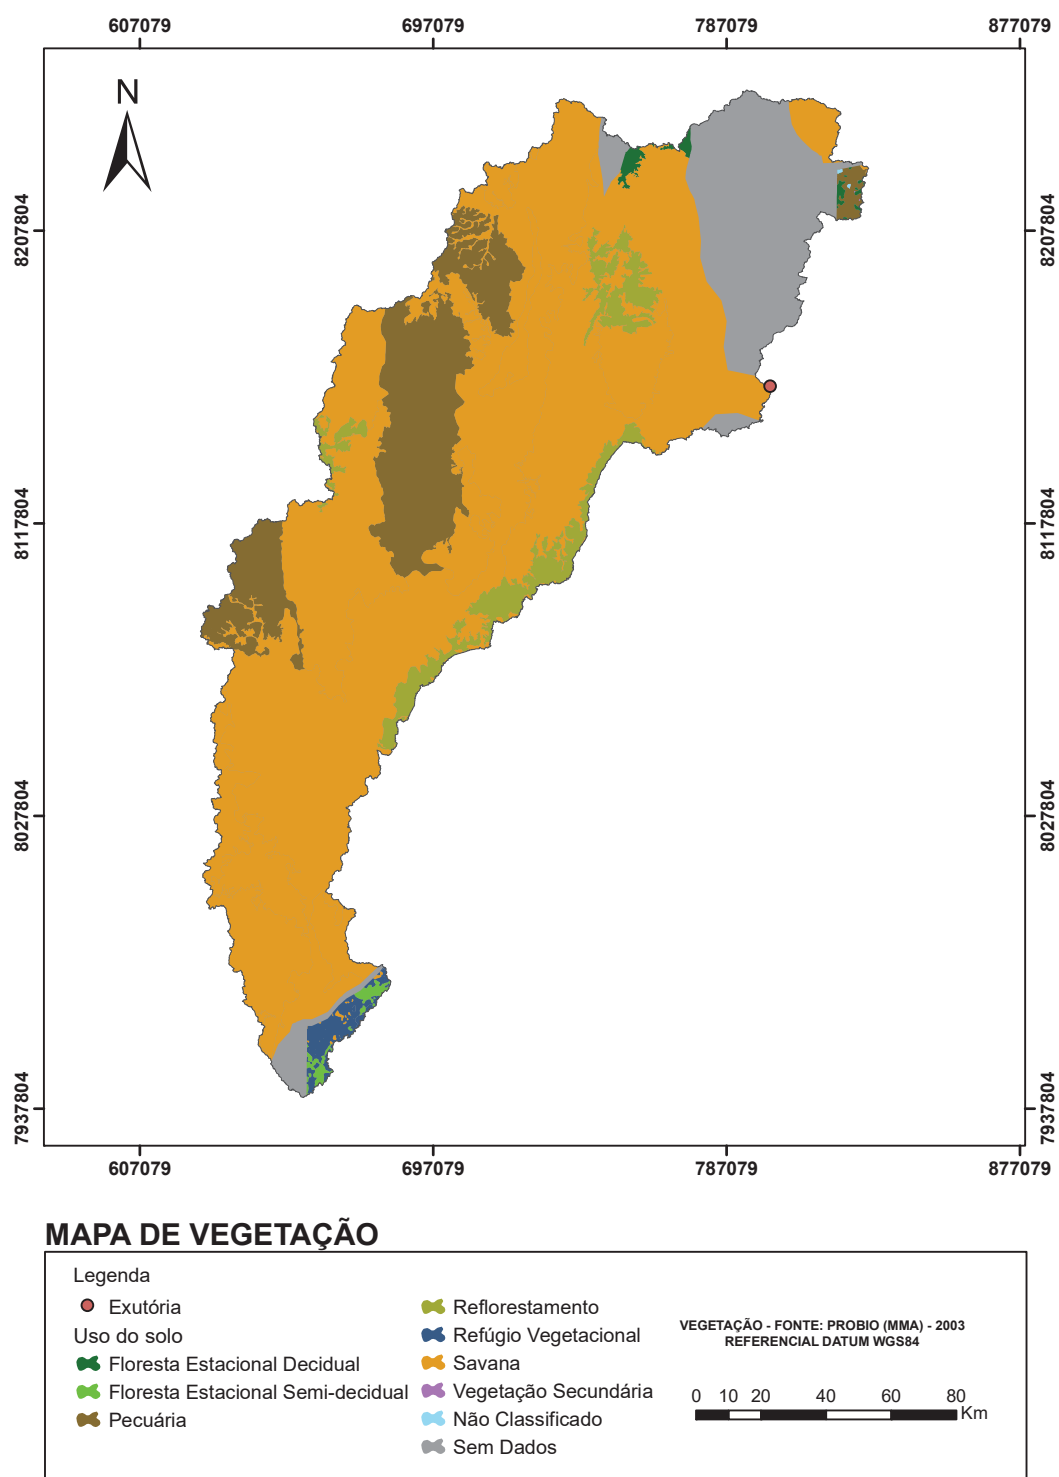 607079 697079 787079 877079
N
8207804 8207804
8117804 8117804
8027804 8027804
7937804 7937804
607079 697079 787079 877079
MAPA DE VEGETAÇÃO
Legenda
Exutória
Uso do solo
Floresta Estacional Decidual
Floresta Estacional Semi-decidual
Pecuária
Reflorestamento
Refúgio Vegetacional
Savana
Vegetação Secundária
Não Classificado
Sem Dados
VEGETAÇÃO - FONTE: PROBIO (MMA) - 2003
REFERENCIAL DATUM WGS84
0 10 20 40 60 80
Km